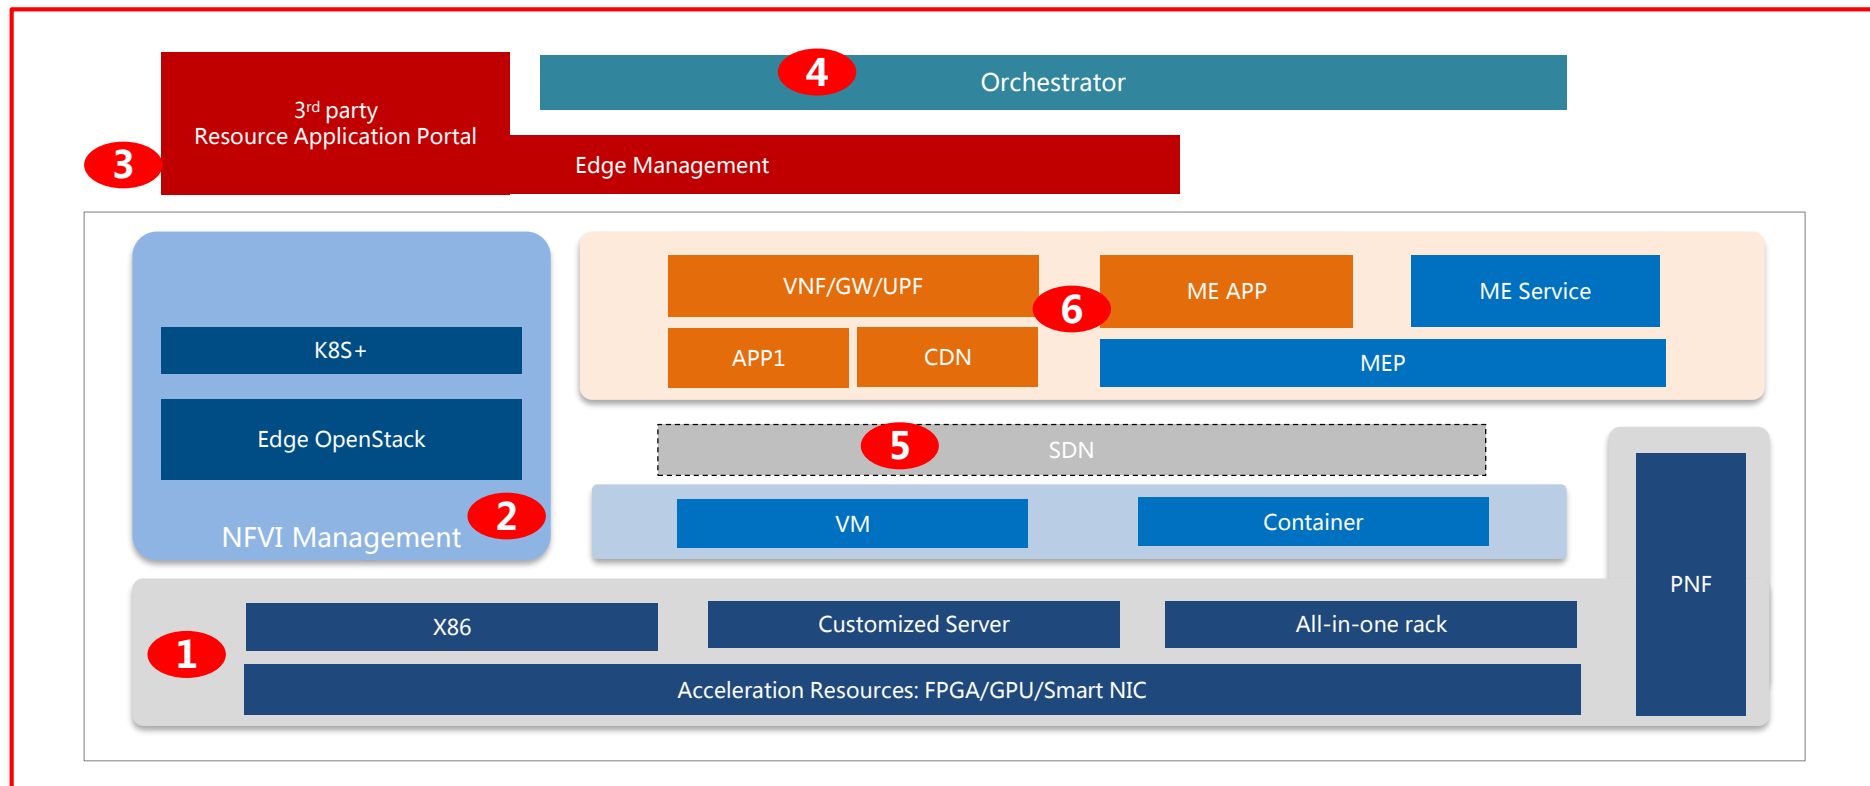 4
Orchestrator
3rd party
Resource Application Portal
3
Edge Management
VNF/GW/UPF
ME APP
ME Service
6
K8S+
APP1
CDN
MEP
Edge OpenStack
5
SDN
2
NFVI Management
VM
Container
PNF
X86
Customized Server
All-in-one rack
1
Acceleration Resources: FPGA/GPU/Smart NIC